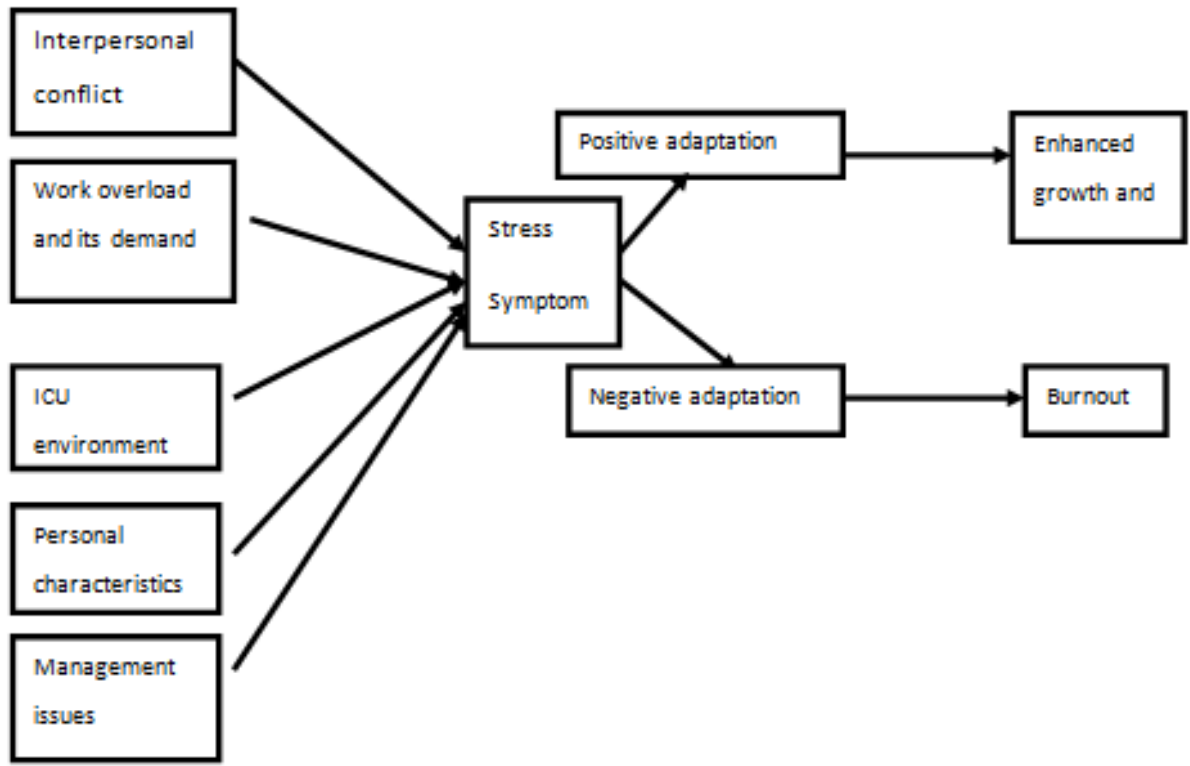 Interpersonal
conflict
Work overload
and its demand
ICU
environment
Personal
characteristics
Management
issues
Stress
Symptom
Positive adaptation
Negative adaptation
Enhanced
growth and
Burnout